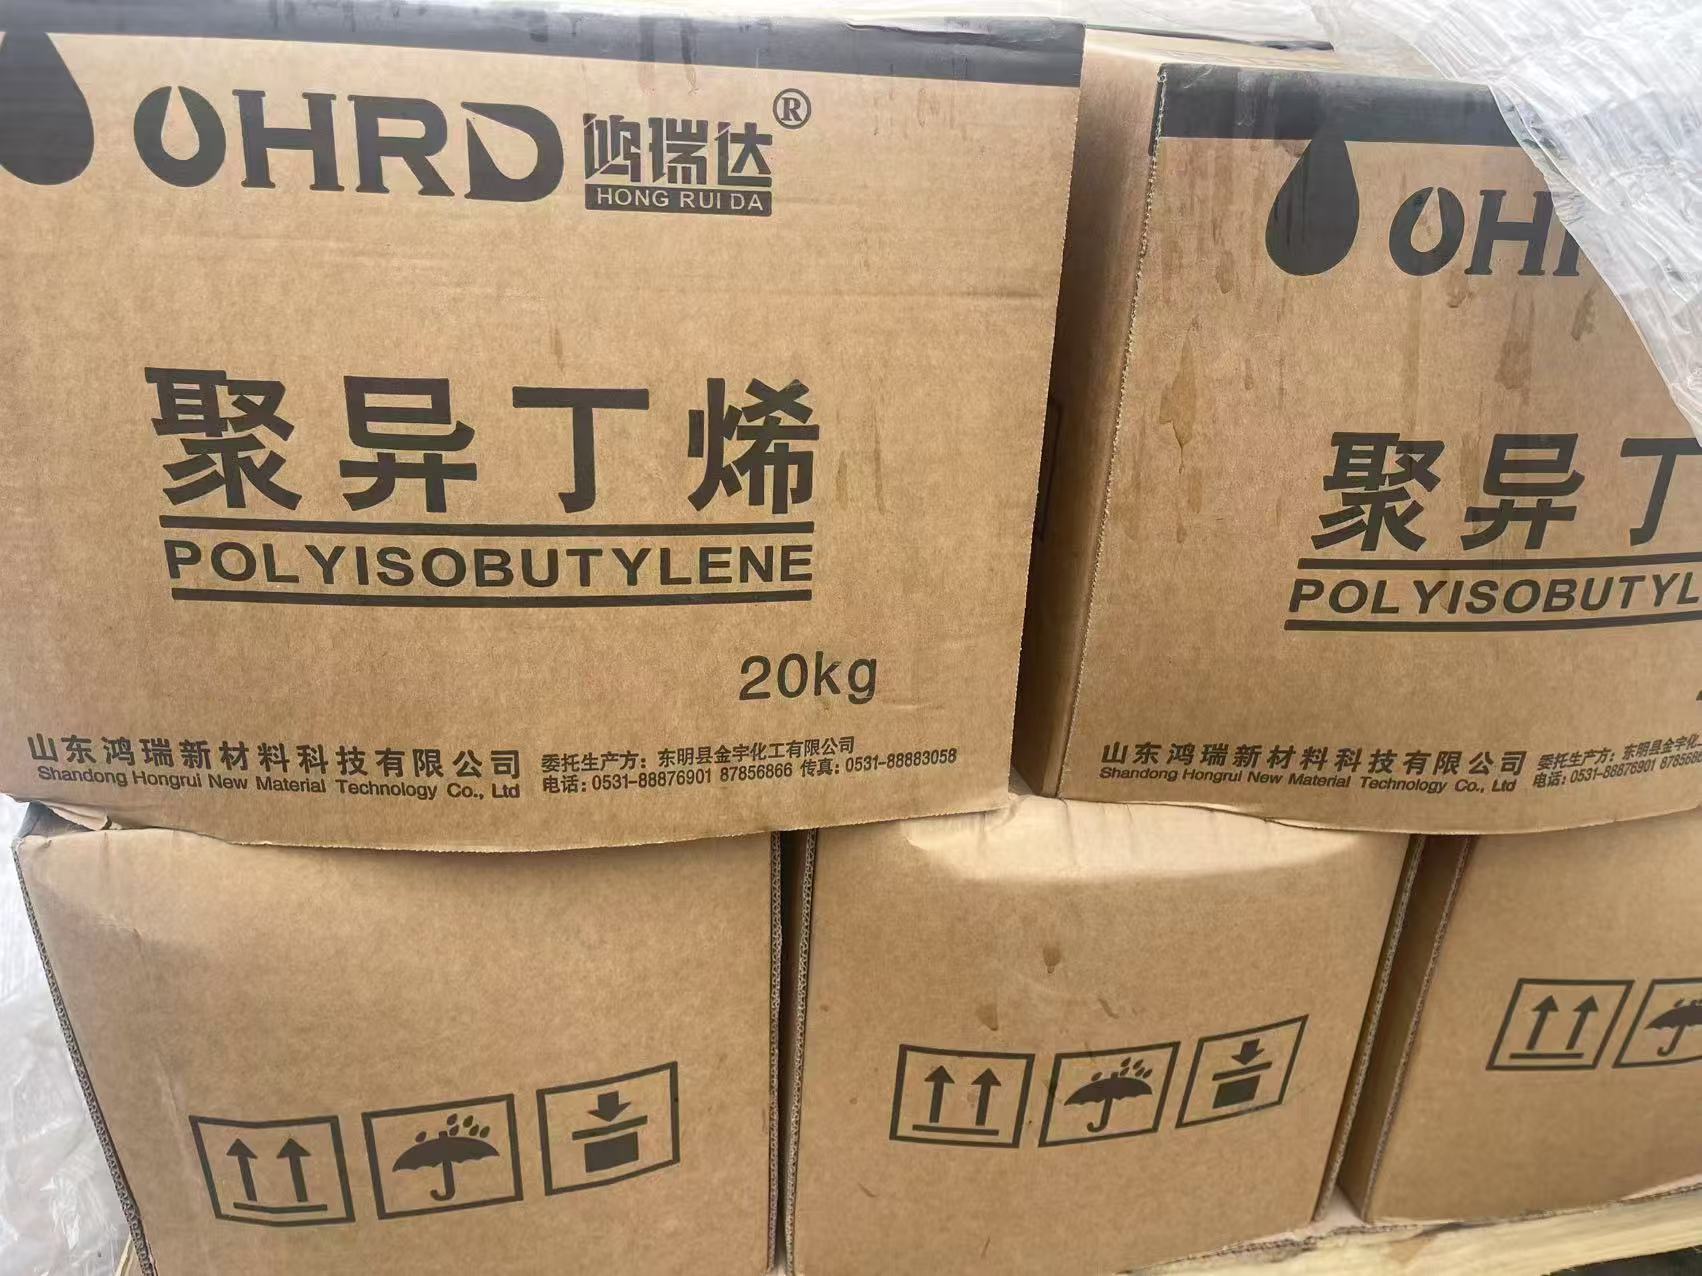 OHRD 鸿瑞达®
HONG RUI DA
聚异丁烯
POLYISOBUTYLENE
20kg
山东鸿瑞新材料科技有限公司
Shandong Hongrui New Material Technology Co., Ltd
委托生产方：东明县金宇化工有限公司
电话：0531-88876901 87856866 传真：0531-88883058
OH
聚异丁
POLYISOBUTYL
山东鸿瑞新材料科技有限公司
Shandong Hongrui New Material Technology Co., Ltd
委托生产方：东明县金宇化
电话：0531-88876901 8785686